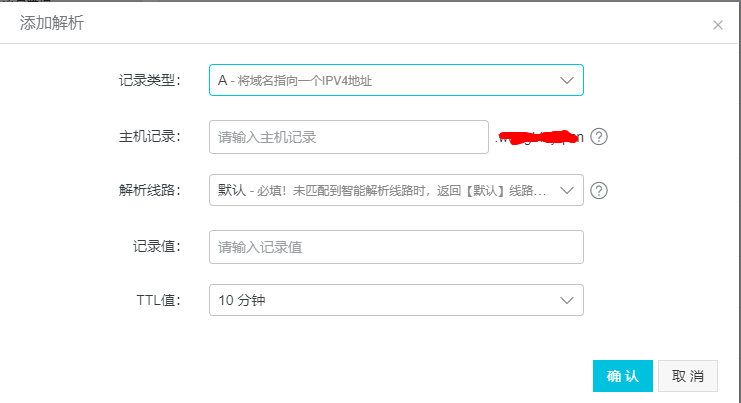 添加解析
记录类型：
A - 将域名指向一个IPV4地址
主机记录：
请输入主机记录
解析线路：
默认 - 必填！未匹配到智能解析线路时，返回【默认】线路…
记录值：
请输入记录值
TTL值：
10 分钟
确 认
取 消